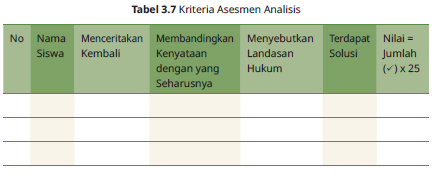 Tabel 3.7 Kriteria Asesmen Analisis
No
Nama
Siswa
Menceritakan
Kembali
Membandingkan
Kenyataan
dengan yang
Seharusnya
Menyebutkan
Landasan
Hukum
Terdapat
Solusi
Nilai =
Jumlah
(✓) x 25